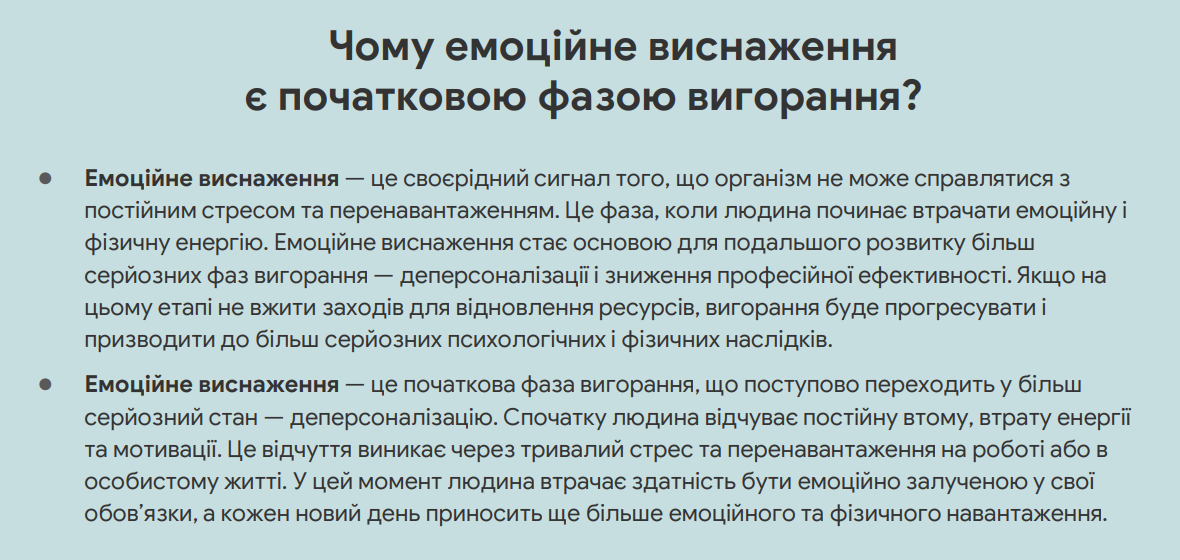 Чому емоційне виснаження
є початковою фазою вигорання?
● Емоційне виснаження — це своєрідний сигнал того, що організм не може справлятися з
постійним стресом та перенавантаженням. Це фаза, коли людина починає втрачати емоційну і
фізичну енергію. Емоційне виснаження стає основою для подальшого розвитку більш
серйозних фаз вигорання — деперсоналізації і зниження професійної ефективності. Якщо на
цьому етапі не вжити заходів для відновлення ресурсів, вигорання буде прогресувати і
призводити до більш серйозних психологічних і фізичних наслідків.
● Емоційне виснаження — це початкова фаза вигорання, що поступово переходить у більш
серйозний стан — деперсоналізацію. Спочатку людина відчуває постійну втому, втрату енергії
та мотивації. Це відчуття виникає через тривалий стрес та перенавантаження на роботі або в
особистому житті. У цей момент людина втрачає здатність бути емоційно залученою у свої
обов’язки, а кожен новий день приносить ще більше емоційного та фізичного навантаження.